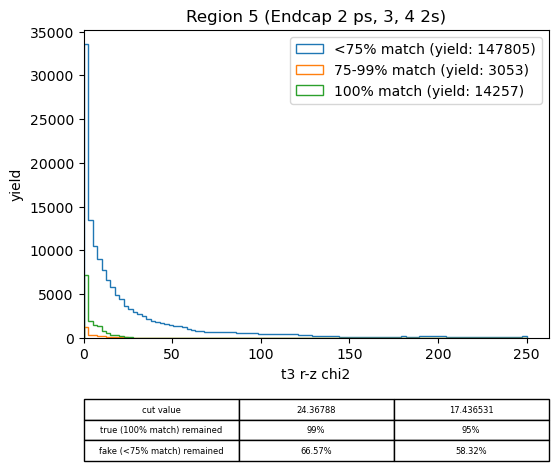 Region 5 (Endcap 2 ps, 3, 4 2s)
<75% match (yield: 147805)
75-99% match (yield: 3053)
100% match (yield: 14257)
35000
30000
25000
20000
15000
10000
5000
0
yield
0 50 100 150 200 250
t3 r-z chi2
cut value 24.36788 17.436531
true (100% match) remained 99% 95%
fake (<75% match) remained 66.57% 58.32%